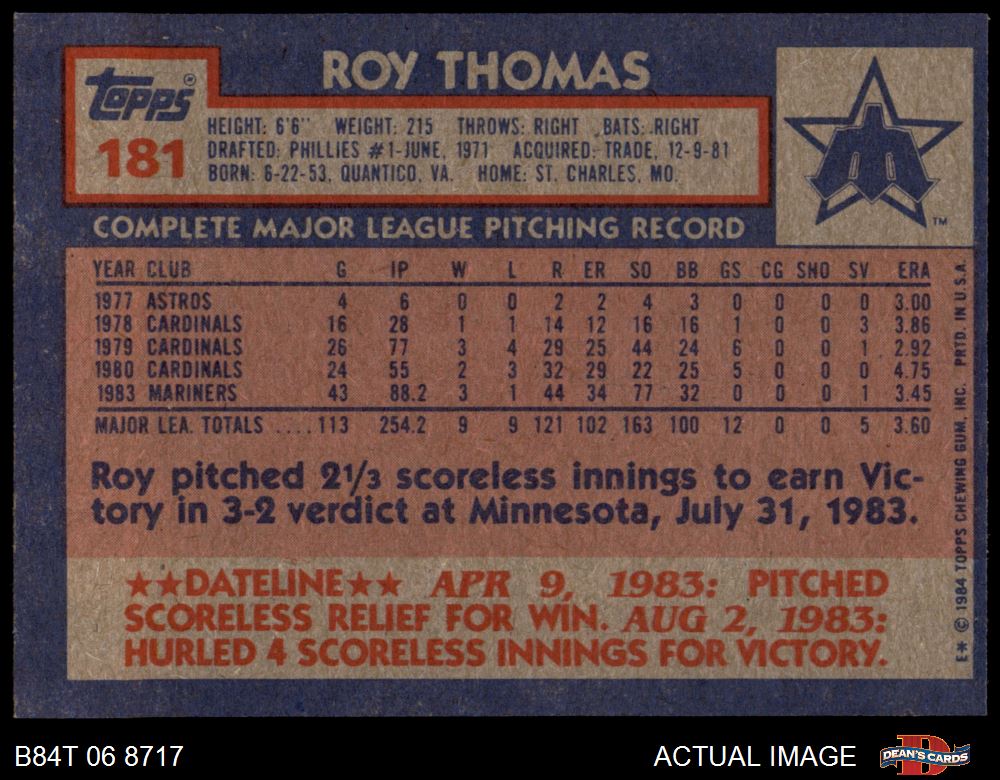 ROY THOMAS
Topps
181
HEIGHT: 6'6" WEIGHT: 215 THROWS: RIGHT BATS: RIGHT
DRAFTED: PHILLIES #1-JUNE, 1971 ACQUIRED: TRADE, 12-9-81
BORN: 6-22-53, QUANTICO, VA. HOME: ST. CHARLES, MO.
TM
COMPLETE MAJOR LEAGUE PITCHING RECORD
YEAR CLUB G IP W L R ER SO BB GS CG SHO SV ERA
1977 ASTROS 4 6 0 0 2 2 4 3 0 0 0 0 3.00
1978 CARDINALS 16 28 1 1 14 12 16 16 1 0 0 3 3.86
1979 CARDINALS 26 77 3 4 29 25 44 24 6 0 0 1 2.92
1980 CARDINALS 24 55 2 3 32 29 22 25 5 0 0 0 4.75
1983 MARINERS 43 88.2 3 1 44 34 77 32 0 0 0 1 3.45
MAJOR LEA. TOTALS ....113 254.2 9 9 121 102 163 100 12 0 0 5 3.60
Roy pitched 2 1/3 scoreless innings to earn Vic-
tory in 3-2 verdict at Minnesota, July 31, 1983.
★★DATELINE★★ APR 9, 1983: PITCHED
SCORELESS RELIEF FOR WIN. AUG 2, 1983:
HURLED 4 SCORELESS INNINGS FOR VICTORY.
E* © 1984 TOPPS CHEWING GUM, INC. PRTD. IN U.S.A.
B84T 06 8717
ACTUAL IMAGE
DEAN'S CARDS